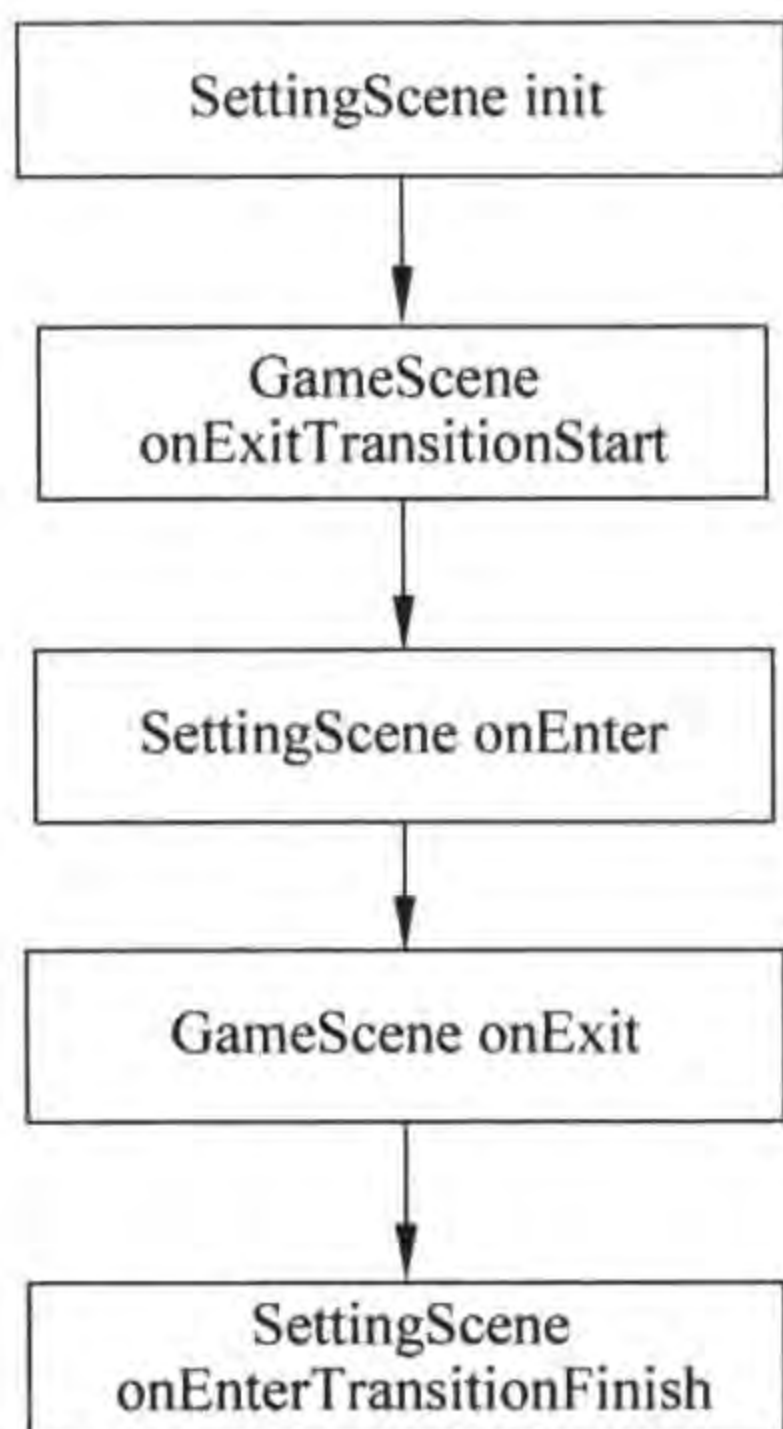 SettingScene init
GameScene
onExitTransitionStart
SettingScene onEnter
GameScene onExit
SettingScene
onEnterTransitionFinish